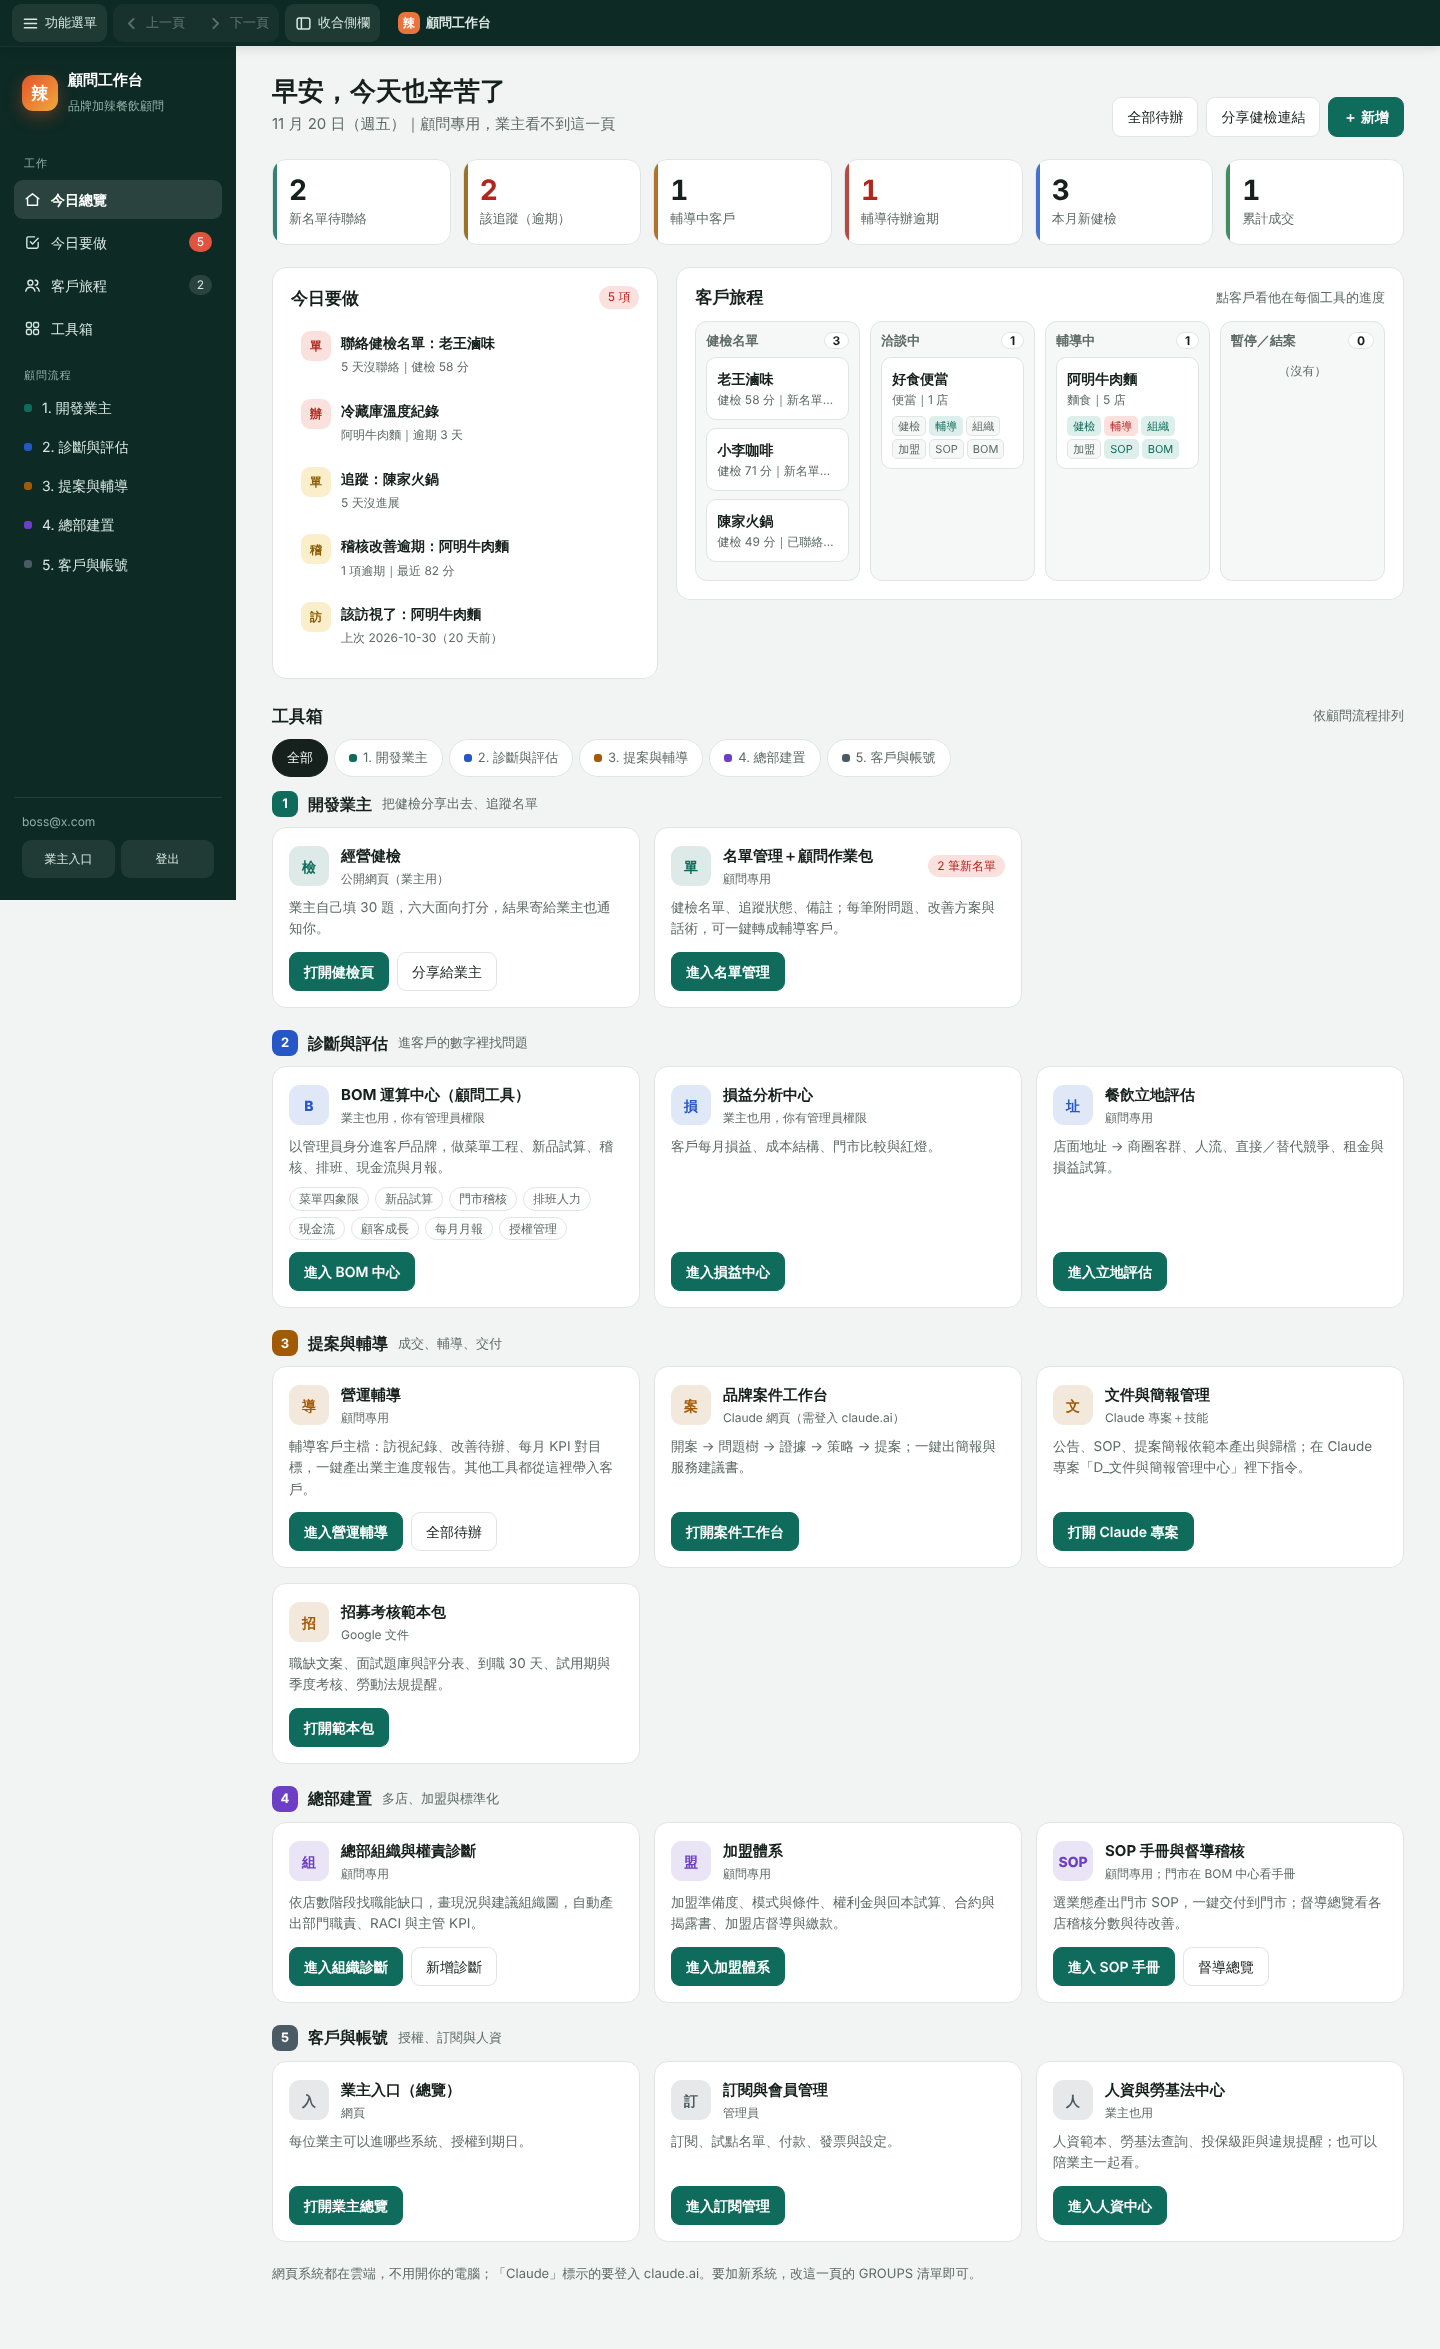 功能選單
上一頁
下一頁
收合側欄
辣 顧問工作台
辣
顧問工作台
品牌加辣餐飲顧問
工作
今日總覽
今日要做 5
客戶旅程 2
工具箱
顧問流程
1. 開發業主
2. 診斷與評估
3. 提案與輔導
4. 總部建置
5. 客戶與帳號
boss@x.com
業主入口
登出
早安，今天也辛苦了
11 月 20 日（週五）｜顧問專用，業主看不到這一頁
全部待辦
分享健檢連結
＋ 新增
2
新名單待聯絡
2
該追蹤（逾期）
1
輔導中客戶
1
輔導待辦逾期
3
本月新健檢
1
累計成交
今日要做
5 項
單
聯絡健檢名單：老王滷味
5 天沒聯絡｜健檢 58 分
辦
冷藏庫溫度紀錄
阿明牛肉麵｜逾期 3 天
單
追蹤：陳家火鍋
5 天沒進展
稽
稽核改善逾期：阿明牛肉麵
1 項逾期｜最近 82 分
訪
該訪視了：阿明牛肉麵
上次 2026-10-30（20 天前）
客戶旅程
點客戶看他在每個工具的進度
健檢名單 3
老王滷味
健檢 58 分｜新名單...
小李咖啡
健檢 71 分｜新名單...
陳家火鍋
健檢 49 分｜已聯絡...
洽談中 1
好食便當
便當｜1 店
健檢 輔導 組織
加盟 SOP BOM
輔導中 1
阿明牛肉麵
麵食｜5 店
健檢 輔導 組織
加盟 SOP BOM
暫停／結案 0
（沒有）
工具箱
依顧問流程排列
全部
1. 開發業主
2. 診斷與評估
3. 提案與輔導
4. 總部建置
5. 客戶與帳號
1 開發業主 把健檢分享出去、追蹤名單
檢
經營健檢
公開網頁（業主用）
業主自己填 30 題，六大面向打分，結果寄給業主也通
知你。
打開健檢頁
分享給業主
單
名單管理＋顧問作業包
顧問專用
2 筆新名單
健檢名單、追蹤狀態、備註；每筆附問題、改善方案與
話術，可一鍵轉成輔導客戶。
進入名單管理
2 診斷與評估 進客戶的數字裡找問題
B
BOM 運算中心（顧問工具）
業主也用，你有管理員權限
以管理員身分進客戶品牌，做菜單工程、新品試算、稽
核、排班、現金流與月報。
菜單四象限 新品試算 門市稽核 排班人力
現金流 顧客成長 每月月報 授權管理
進入 BOM 中心
損
損益分析中心
業主也用，你有管理員權限
客戶每月損益、成本結構、門市比較與紅燈。
進入損益中心
址
餐飲立地評估
顧問專用
店面地址 → 商圈客群、人流、直接／替代競爭、租金與
損益試算。
進入立地評估
3 提案與輔導 成交、輔導、交付
導
營運輔導
顧問專用
輔導客戶主檔：訪視紀錄、改善待辦、每月 KPI 對目
標，一鍵產出業主進度報告。其他工具都從這裡帶入客
戶。
進入營運輔導
全部待辦
案
品牌案件工作台
Claude 網頁（需登入 claude.ai）
開案 → 問題樹 → 證據 → 策略 → 提案；一鍵出簡報與
服務建議書。
打開案件工作台
文
文件與簡報管理
Claude 專案＋技能
公告、SOP、提案簡報依範本產出與歸檔；在 Claude
專案「D_文件與簡報管理中心」裡下指令。
打開 Claude 專案
招
招募考核範本包
Google 文件
職缺文案、面試題庫與評分表、到職 30 天、試用期與
季度考核、勞動法規提醒。
打開範本包
4 總部建置 多店、加盟與標準化
組
總部組織與權責診斷
顧問專用
依店數階段找職能缺口，畫現況與建議組織圖，自動產
出部門職責、RACI 與主管 KPI。
進入組織診斷
新增診斷
盟
加盟體系
顧問專用
加盟準備度、模式與條件、權利金與回本試算、合約與
揭露書、加盟店督導與繳款。
進入加盟體系
SOP
SOP 手冊與督導稽核
顧問專用；門市在 BOM 中心看手冊
選業態產出門市 SOP，一鍵交付到門市；督導總覽看各
店稽核分數與待改善。
進入 SOP 手冊
督導總覽
5 客戶與帳號 授權、訂閱與人資
入
業主入口（總覽）
網頁
每位業主可以進哪些系統、授權到期日。
打開業主總覽
訂
訂閱與會員管理
管理員
訂閱、試點名單、付款、發票與設定。
進入訂閱管理
人
人資與勞基法中心
業主也用
人資範本、勞基法查詢、投保級距與違規提醒；也可以
陪業主一起看。
進入人資中心
網頁系統都在雲端，不用開你的電腦；「Claude」標示的要登入 claude.ai。要加新系統，改這一頁的 GROUPS 清單即可。